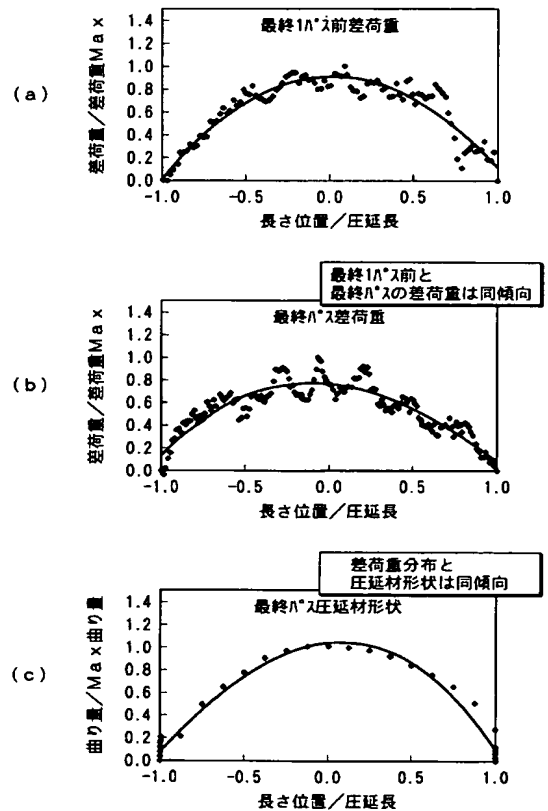 (a)
最終1ﾊﾟｽ前差荷重
差荷重/差荷重Max
1.4
1.2
1.0
0.8
0.6
0.4
0.2
0.0
-1.0 -0.5 0.0 0.5 1.0
長さ位置/圧延長
最終1ﾊﾟｽ前と
最終ﾊﾟｽの差荷重は同傾向
(b)
最終ﾊﾟｽ差荷重
差荷重/差荷重Max
1.4
1.2
1.0
0.8
0.6
0.4
0.2
0.0
-1.0 -0.5 0.0 0.5 1.0
長さ位置/圧延長
差荷重分布と
圧延材形状は同傾向
(c)
最終ﾊﾟｽ圧延材形状
曲り量/Max曲り量
1.4
1.2
1.0
0.8
0.6
0.4
0.2
0.0
-1.0 -0.5 0.0 0.5 1.0
長さ位置/圧延長